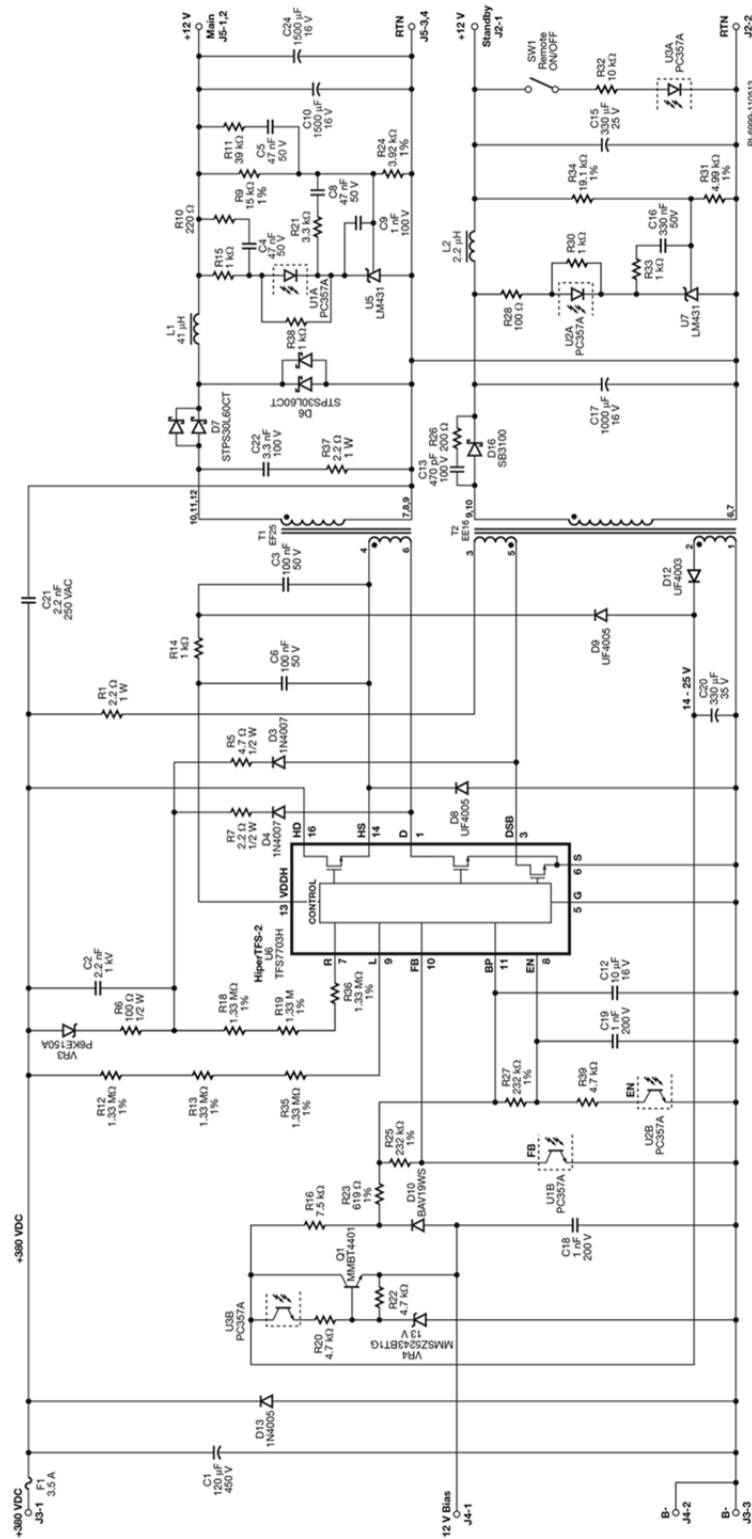 +380 VDC
J3-1
F1
3.5 A
C1
120 µF
450 V
D13
1N4005
12 V Bias
J4-1
B-
J4-2
B-
J3-3
+380 VDC
U3B
PC357A
R20
4.7 kΩ
Q1
MMBT4401
R22
4.7 kΩ
VR4
MMSZ5243BT1G
13 V
R16
7.5 kΩ
R23
619 Ω
1%
D10
BAV19WS
C18
1 nF
200 V
R25
232 kΩ
1%
FB
U1B
PC357A
R27
232 kΩ
1%
R39
4.7 kΩ
EN
U2B
PC357A
C19
1 nF
200 V
C12
10 µF
16 V
R12
1.33 MΩ
1%
R13
1.33 MΩ
1%
R35
1.33 MΩ
1%
VR3
P6KE150A
R6
100 Ω
1/2 W
C2
2.2 nF
1 kV
R18
1.33 MΩ
1%
R19
1.33 M
1%
R36
1.33 MΩ
1%
HiperTFS-2
U6
TFS7703H
CONTROL
R
7
L
9
FB
10
BP
11
EN
8
13
VDDH
HD
16
HS
14
D
1
DSB
3
5
G
6
S
R7
2.2 Ω
1/2 W
D4
1N4007
R5
4.7 Ω
1/2 W
D3
1N4007
D8
UF4005
R1
2.2 Ω
1 W
R14
1 kΩ
C6
100 nF
50 V
C3
100 nF
50 V
D9
UF4005
14 - 25 V
C20
330 µF
35 V
D12
UF4003
C21
2.2 nF
250 VAC
T1
EF25
4
6
10,11,12
7,8,9
T2
EE16
3
5
2
1
9,10
6,7
C22
3.3 nF
100 V
R37
2.2 Ω
1 W
D7
STPS30L60CT
D6
STPS30L60CT
L1
41 µH
R38
1 kΩ
U1A
PC357A
R15
1 kΩ
R10
220 Ω
C4
47 nF
50 V
R9
15 kΩ
1%
R11
39 kΩ
C5
47 nF
50 V
R21
3.3 kΩ
C8
47 nF
50 V
C9
1 nF
100 V
U5
LM431
R24
3.92 kΩ
1%
C10
1500 µF
16 V
C24
1500 µF
16 V
+12 V
Main
J5-1,2
RTN
J5-3,4
C13
470 pF
100 V
R26
200 Ω
D16
SB3100
C17
1000 µF
16 V
L2
2.2 µH
R28
100 Ω
U2A
PC357A
R30
1 kΩ
R33
1 kΩ
C16
330 nF
50V
U7
LM431
R34
19.1 kΩ
1%
R31
4.99 kΩ
1%
C15
330 µF
25 V
SW1
Remote
ON/OFF
R32
10 kΩ
U3A
PC357A
+12 V
Standby
J2-1
RTN
J2-2